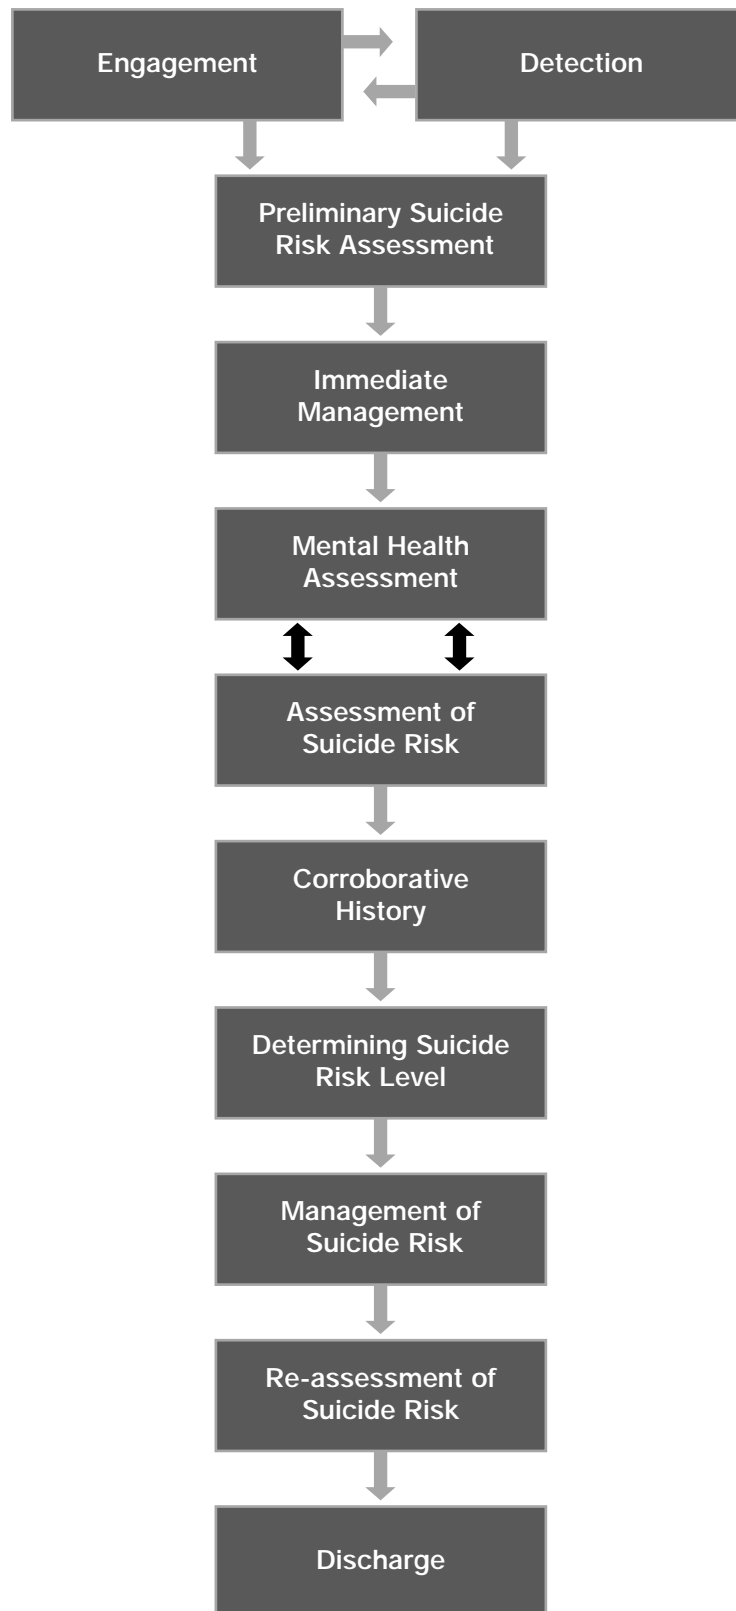 Engagement
Detection
Preliminary Suicide
Risk Assessment
Immediate
Management
Mental Health
Assessment
Assessment of
Suicide Risk
Corroborative
History
Determining Suicide
Risk Level
Management of
Suicide Risk
Re-assessment of
Suicide Risk
Discharge